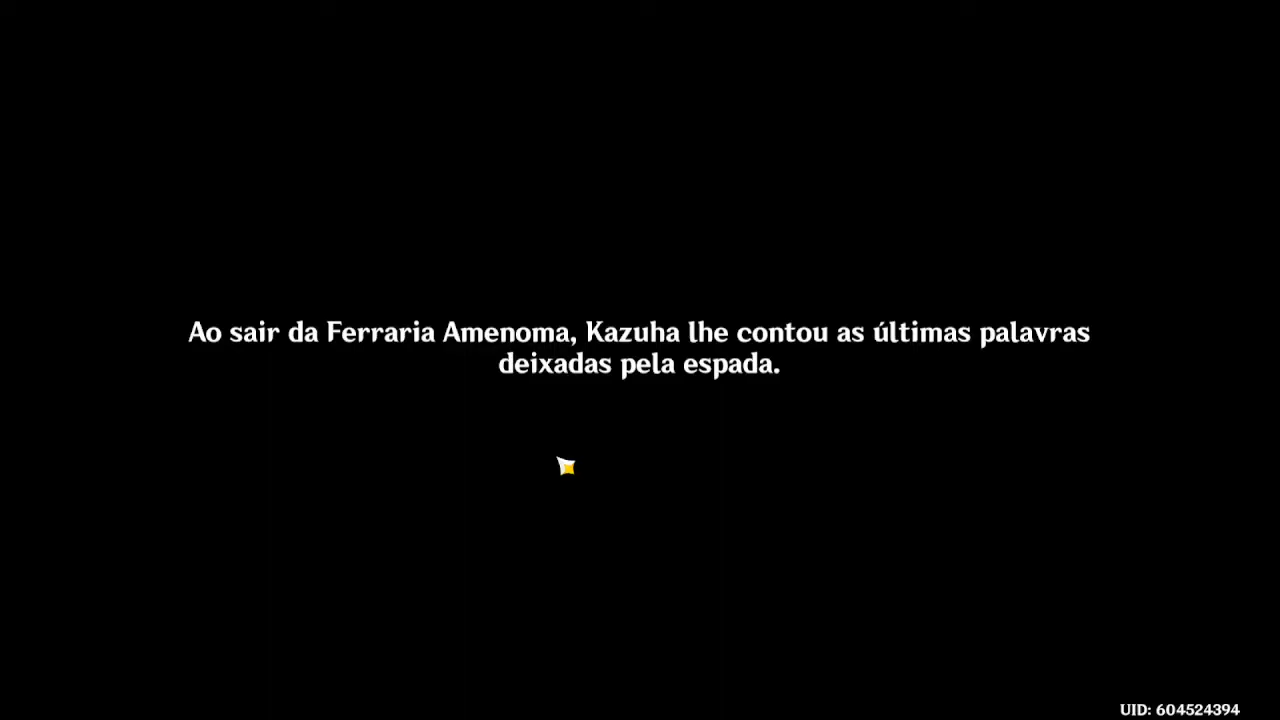 Ao sair da Ferraria Amenoma, Kazuha lhe contou as últimas palavras
deixadas pela espada.
UID: 604524394